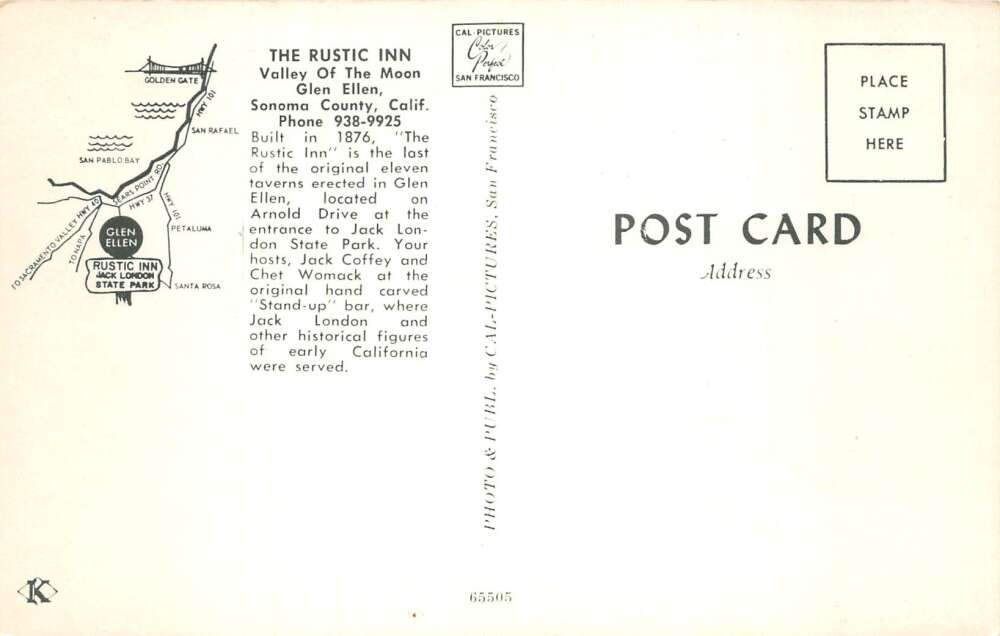 GOLDEN GATE
HWY 101
SAN RAFAEL
SAN PABLO BAY
SEARS POINT RD.
HWY 37
HWY 101
HWY 40
TO SACRAMENTO VALLEY
TO NAPA
PETALUMA
GLEN
ELLEN
RUSTIC INN
JACK LONDON
STATE PARK
SANTA ROSA
THE RUSTIC INN
Valley Of The Moon
Glen Ellen,
Sonoma County, Calif.
Phone 938-9925
Built in 1876, "The
Rustic Inn" is the last
of the original eleven
taverns erected in Glen
Ellen, located on
Arnold Drive at the
entrance to Jack Lon-
don State Park. Your
hosts, Jack Coffey and
Chet Womack at the
original hand carved
"Stand-up" bar, where
Jack London and
other historical figures
of early California
were served.
K
CAL-PICTURES
Color
Perfect
SAN FRANCISCO
PHOTO & PUBL. by CAL-PICTURES, San Francisco
65505
PLACE
STAMP
HERE
POST CARD
Address